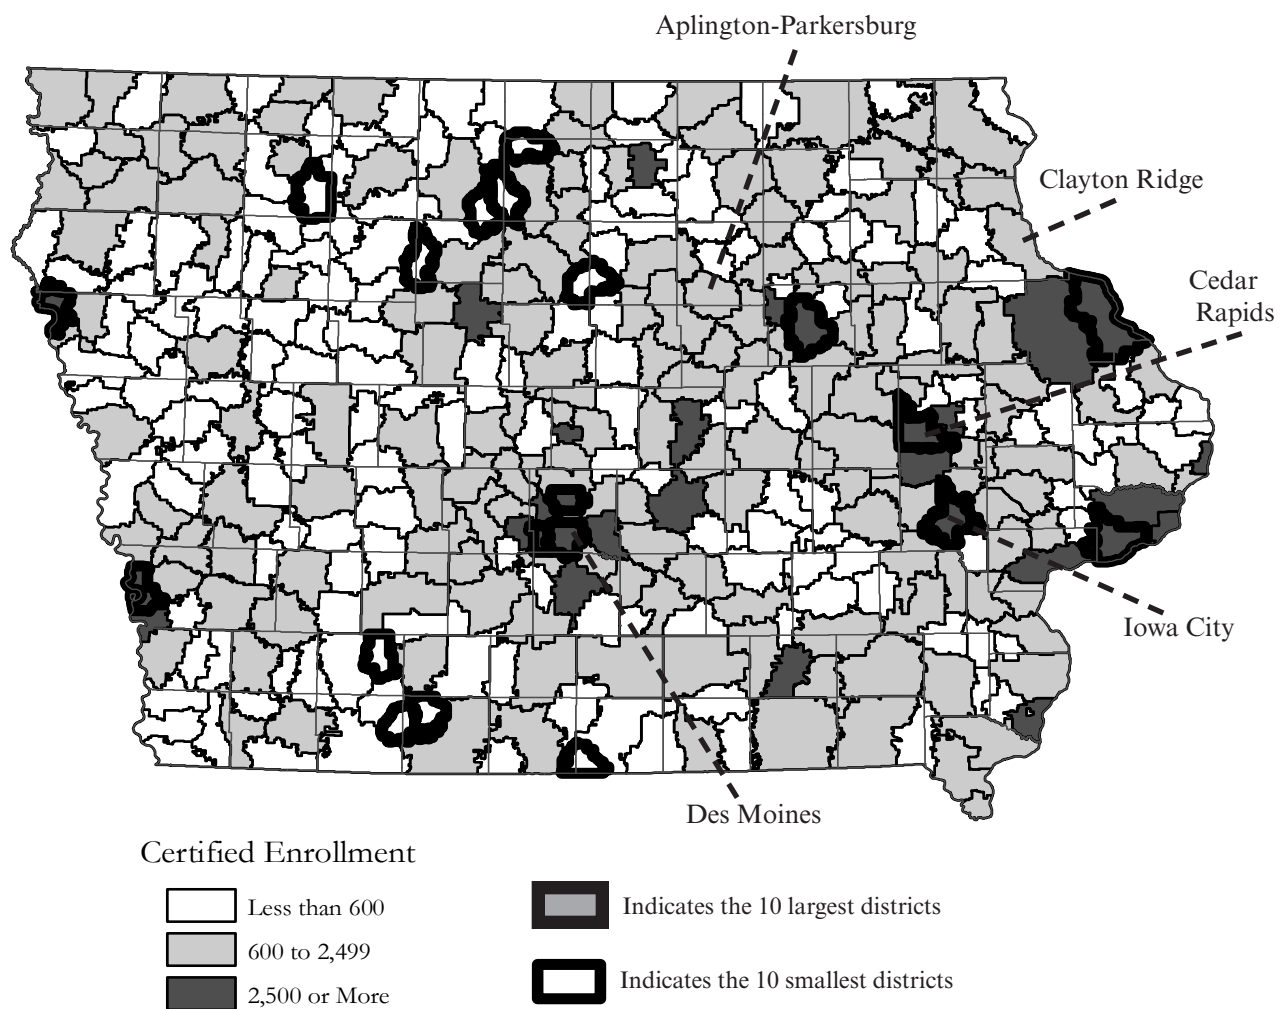 Aplington-Parkersburg
Clayton Ridge
Cedar
Rapids
Iowa City
Des Moines
Certified Enrollment
Less than 600
600 to 2,499
2,500 or More
Indicates the 10 largest districts
Indicates the 10 smallest districts